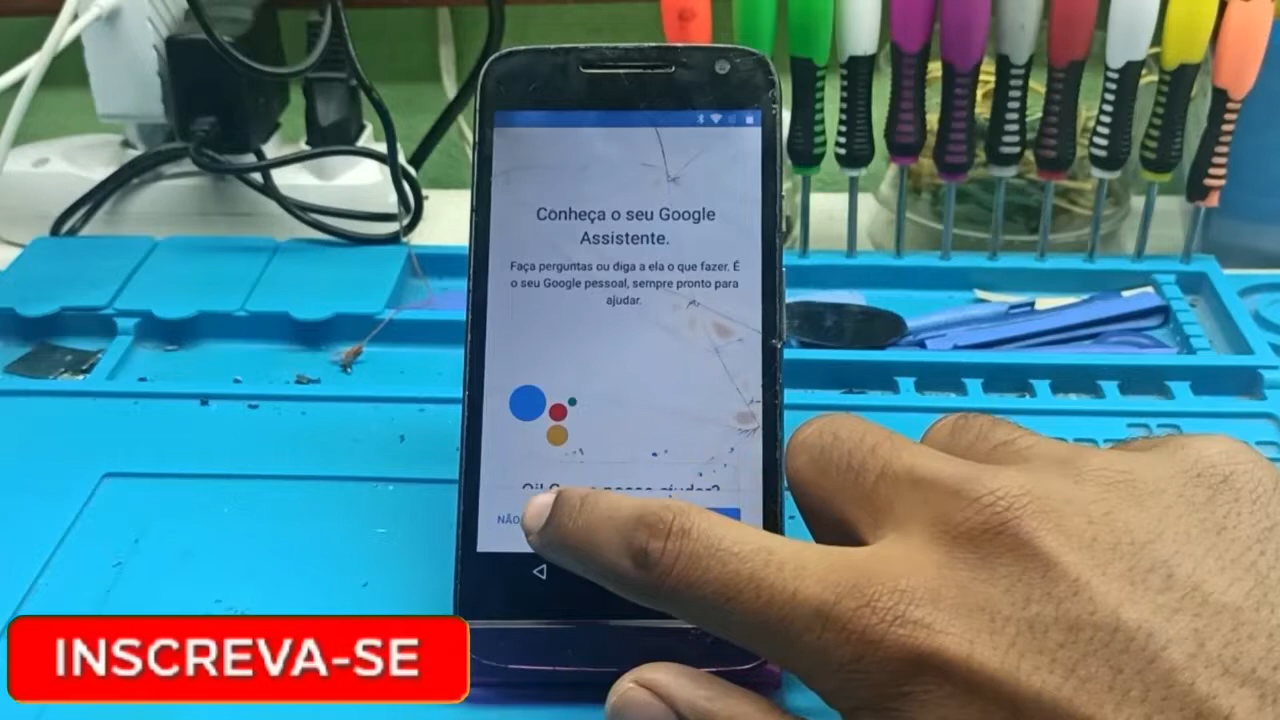 Conheça o seu Google
Assistente.
Faça perguntas ou diga a ela o que fazer. É
o seu Google pessoal, sempre pronto para
ajudar.
NÃO
INSCREVA-SE